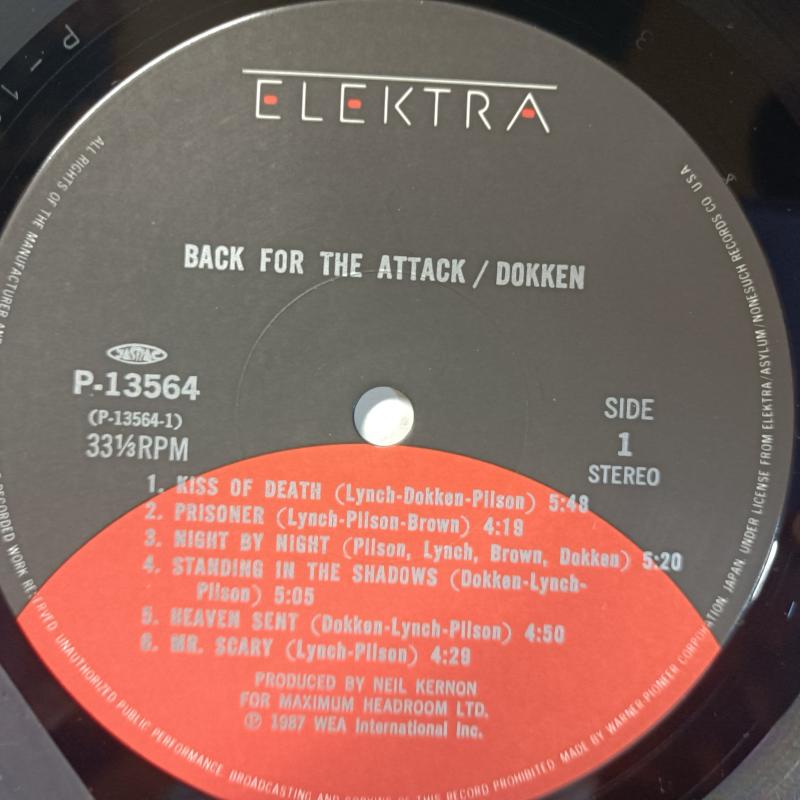 ELEKTRA
BACK FOR THE ATTACK / DOKKEN
JASRAC
P-13564
(P-13564-1)
33⅓RPM
SIDE
1
STEREO
1. KISS OF DEATH (Lynch-Dokken-Pilson) 5:48
2. PRISONER (Lynch-Pilson-Brown) 4:19
3. NIGHT BY NIGHT (Pilson, Lynch, Brown, Dokken) 5:20
4. STANDING IN THE SHADOWS (Dokken-Lynch-
Pilson) 5:05
5. HEAVEN SENT (Dokken-Lynch-Pilson) 4:50
6. MR. SCARY (Lynch-Pilson) 4:29
PRODUCED BY NEIL KERNON
FOR MAXIMUM HEADROOM LTD.
Ⓟ 1987 WEA International Inc.
ALL RIGHTS OF THE MANUFACTURER AND
RECORDED WORK RESERVED. UNAUTHORIZED PUBLIC PERFORMANCE BROADCASTING AND COPYING OF THIS RECORD PROHIBITED. MADE BY WARNER-PIONEER CORPORATION, JAPAN, UNDER LICENSE FROM ELEKTRA/ASYLUM/NONESUCH RECORDS CO USA